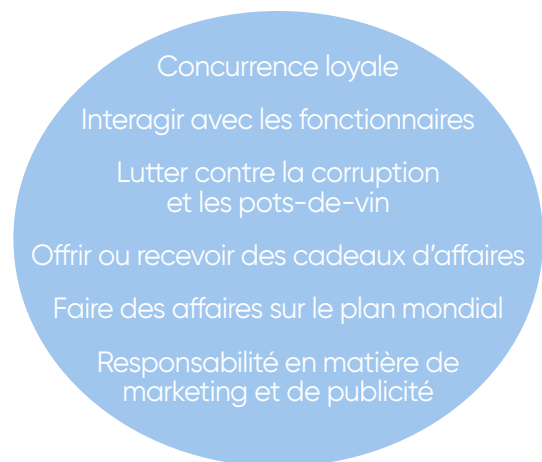 Concurrence loyale
Interagir avec les fonctionnaires
Lutter contre la corruption
et les pots-de-vin
Offrir ou recevoir des cadeaux d’affaires
Faire des affaires sur le plan mondial
Responsabilité en matière de
marketing et de publicité